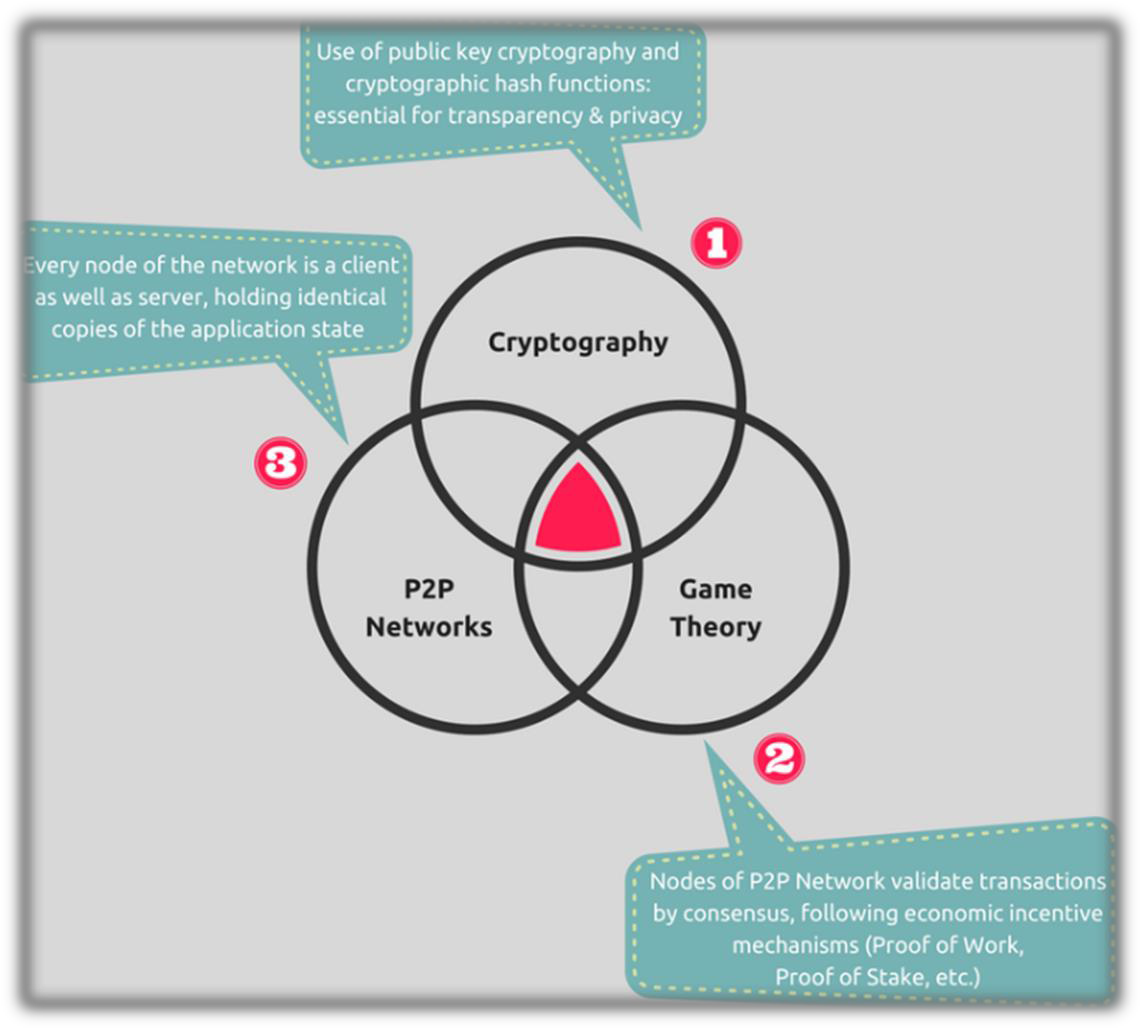 Use of public key cryptography and
cryptographic hash functions:
essential for transparency & privacy
1
Every node of the network is a client
as well as server, holding identical
copies of the application state
Cryptography
3
P2P
Networks
Game
Theory
2
Nodes of P2P Network validate transactions
by consensus, following economic incentive
mechanisms (Proof of Work,
Proof of Stake, etc.)